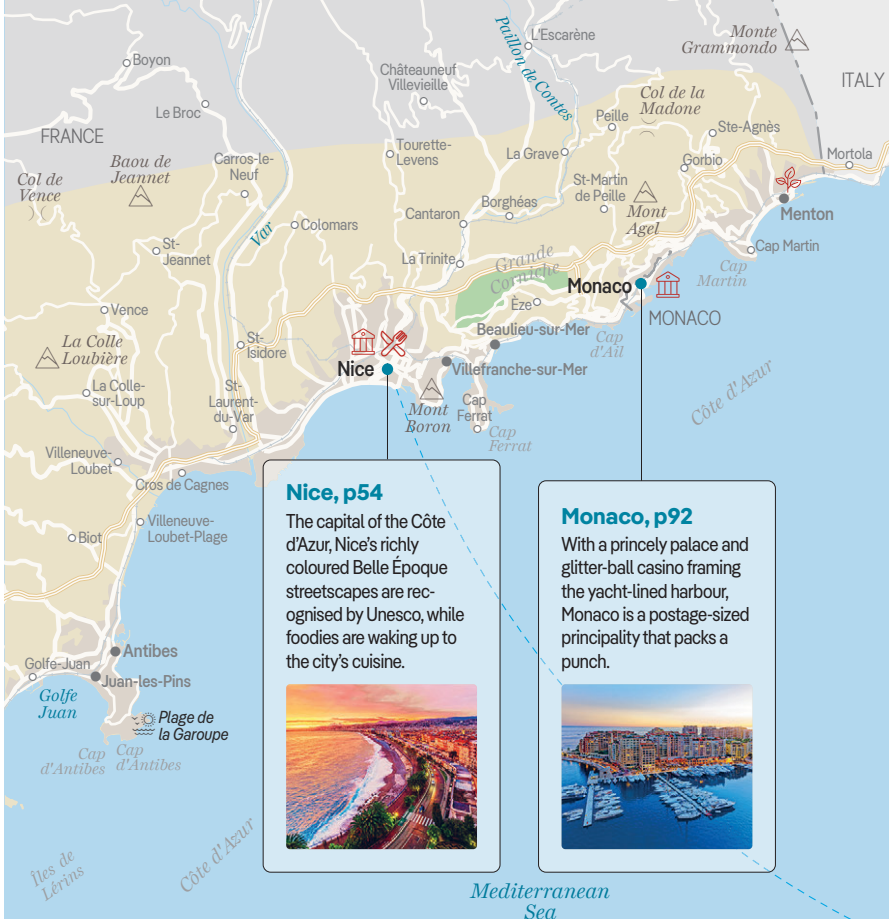 L'Escarène
Monte
Grammondo
Boyon
Paillon de Contes
Châteauneuf
Villevieille
ITALY
Col de la
Madone
Le Broc
Peille
Ste-Agnès
FRANCE
Tourette-
Levens
La Grave
Mortola
Baou de
Jeannet
Carros-le-
Neuf
Gorbio
Col de
Vence
St-Martin
de Peille
Mont
Agel
Borghéas
Cantaron
Menton
Var
Colomars
St-
Jeannet
Cap Martin
La Trinite
Grande
Corniche
Cap
Martin
Monaco
Èze
MONACO
Vence
Beaulieu-sur-Mer
Cap
d'Ail
La Colle
Loubière
St-
Isidore
Nice
Villefranche-sur-Mer
Côte d'Azur
La Colle-
sur-Loup
St-
Laurent-
du-Var
Mont
Boron
Cap
Ferrat
Cap
Ferrat
Villeneuve-
Loubet
Cros de Cagnes
Villeneuve-
Loubet-Plage
Biot
Nice, p54
The capital of the Côte
d'Azur, Nice's richly
coloured Belle Époque
streetscapes are rec-
ognised by Unesco, while
foodies are waking up to
the city's cuisine.
Monaco, p92
With a princely palace and
glitter-ball casino framing
the yacht-lined harbour,
Monaco is a postage-sized
principality that packs a
punch.
Antibes
Golfe-Juan
Juan-les-Pins
Golfe
Juan
Plage de
la Garoupe
Cap
d'Antibes
Cap
d'Antibes
Côte d'Azur
Îles de
Lérins
Mediterranean
Sea